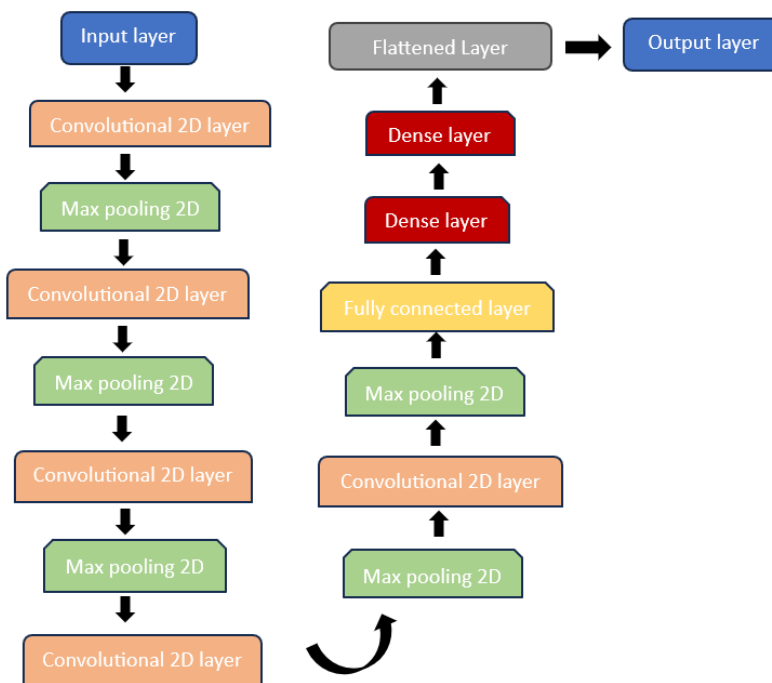 Input layer
Convolutional 2D layer
Max pooling 2D
Convolutional 2D layer
Max pooling 2D
Convolutional 2D layer
Max pooling 2D
Convolutional 2D layer
Max pooling 2D
Convolutional 2D layer
Max pooling 2D
Fully connected layer
Dense layer
Dense layer
Flattened Layer
Output layer